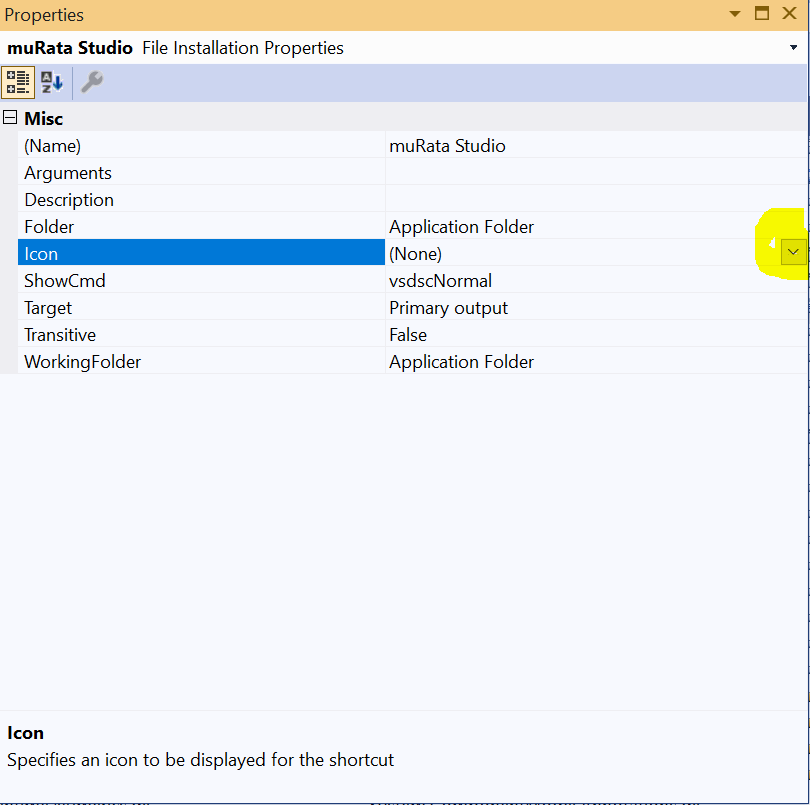 Properties
muRata Studio File Installation Properties
Misc
(Name) muRata Studio
Arguments
Description
Folder Application Folder
Icon (None)
ShowCmd vsdscNormal
Target Primary output
Transitive False
WorkingFolder Application Folder
Icon
Specifies an icon to be displayed for the shortcut